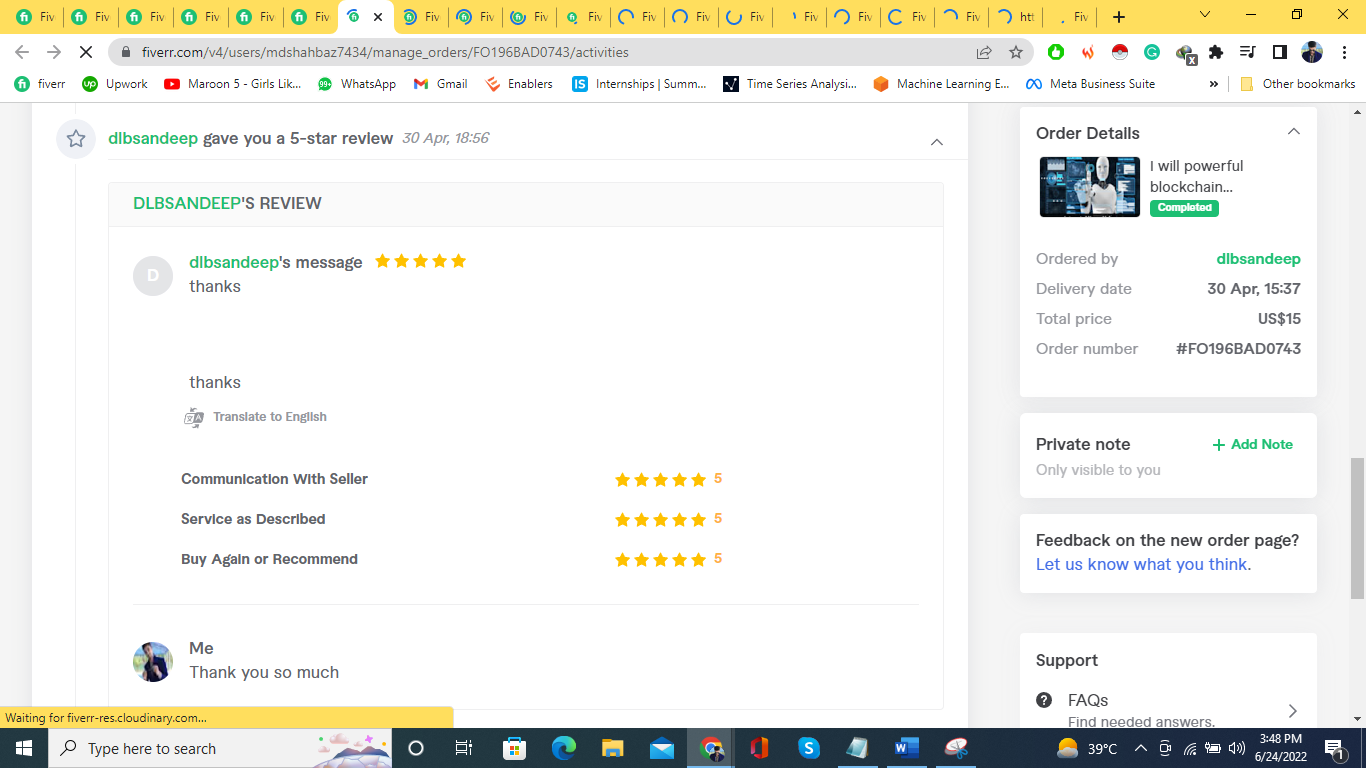 Fiv Fiv Fiv Fiv Fiv Fiv Fiv Fiv Fiv Fiv Fiv Fiv Fiv Fiv Fiv Fiv Fiv htt Fiv
fiverr.com/v4/users/mdshahbaz7434/manage_orders/FO196BAD0743/activities
fiverr Upwork Maroon 5 - Girls Lik... WhatsApp Gmail Enablers Internships | Summ... Time Series Analysi... Machine Learning E... Meta Business Suite » Other bookmarks
dlbsandeep gave you a 5-star review 30 Apr, 18:56
DLBSANDEEP'S REVIEW
D
dlbsandeep's message
thanks
thanks
Translate to English
Communication With Seller 5
Service as Described 5
Buy Again or Recommend 5
Me
Thank you so much
Order Details
I will powerful
blockchain...
Completed
Ordered by dlbsandeep
Delivery date 30 Apr, 15:37
Total price US$15
Order number #FO196BAD0743
Private note + Add Note
Only visible to you
Feedback on the new order page?
Let us know what you think.
Support
FAQs
Find needed answers.
Waiting for fiverr-res.cloudinary.com...
Type here to search
39°C
3:48 PM
6/24/2022
1